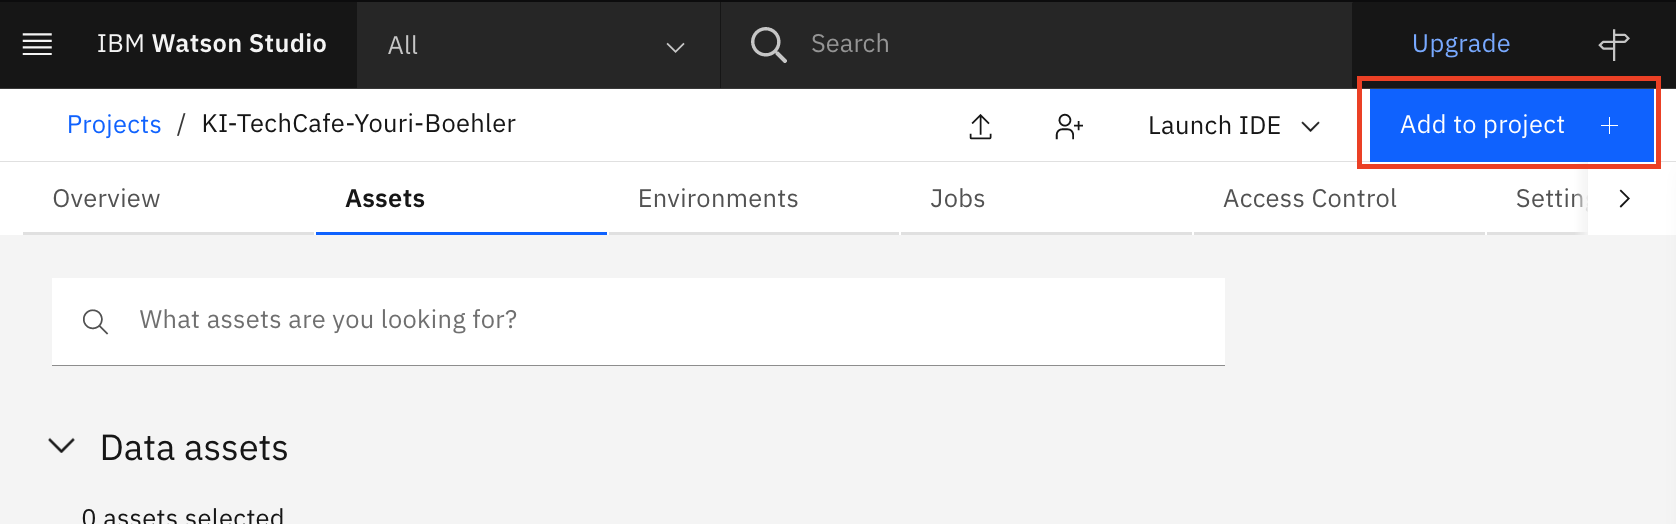 IBM Watson Studio
All
Search
Upgrade
Projects / KI-TechCafe-Youri-Boehler
Launch IDE
Add to project +
Overview
Assets
Environments
Jobs
Access Control
Settin
What assets are you looking for?
Data assets
0 assets selected